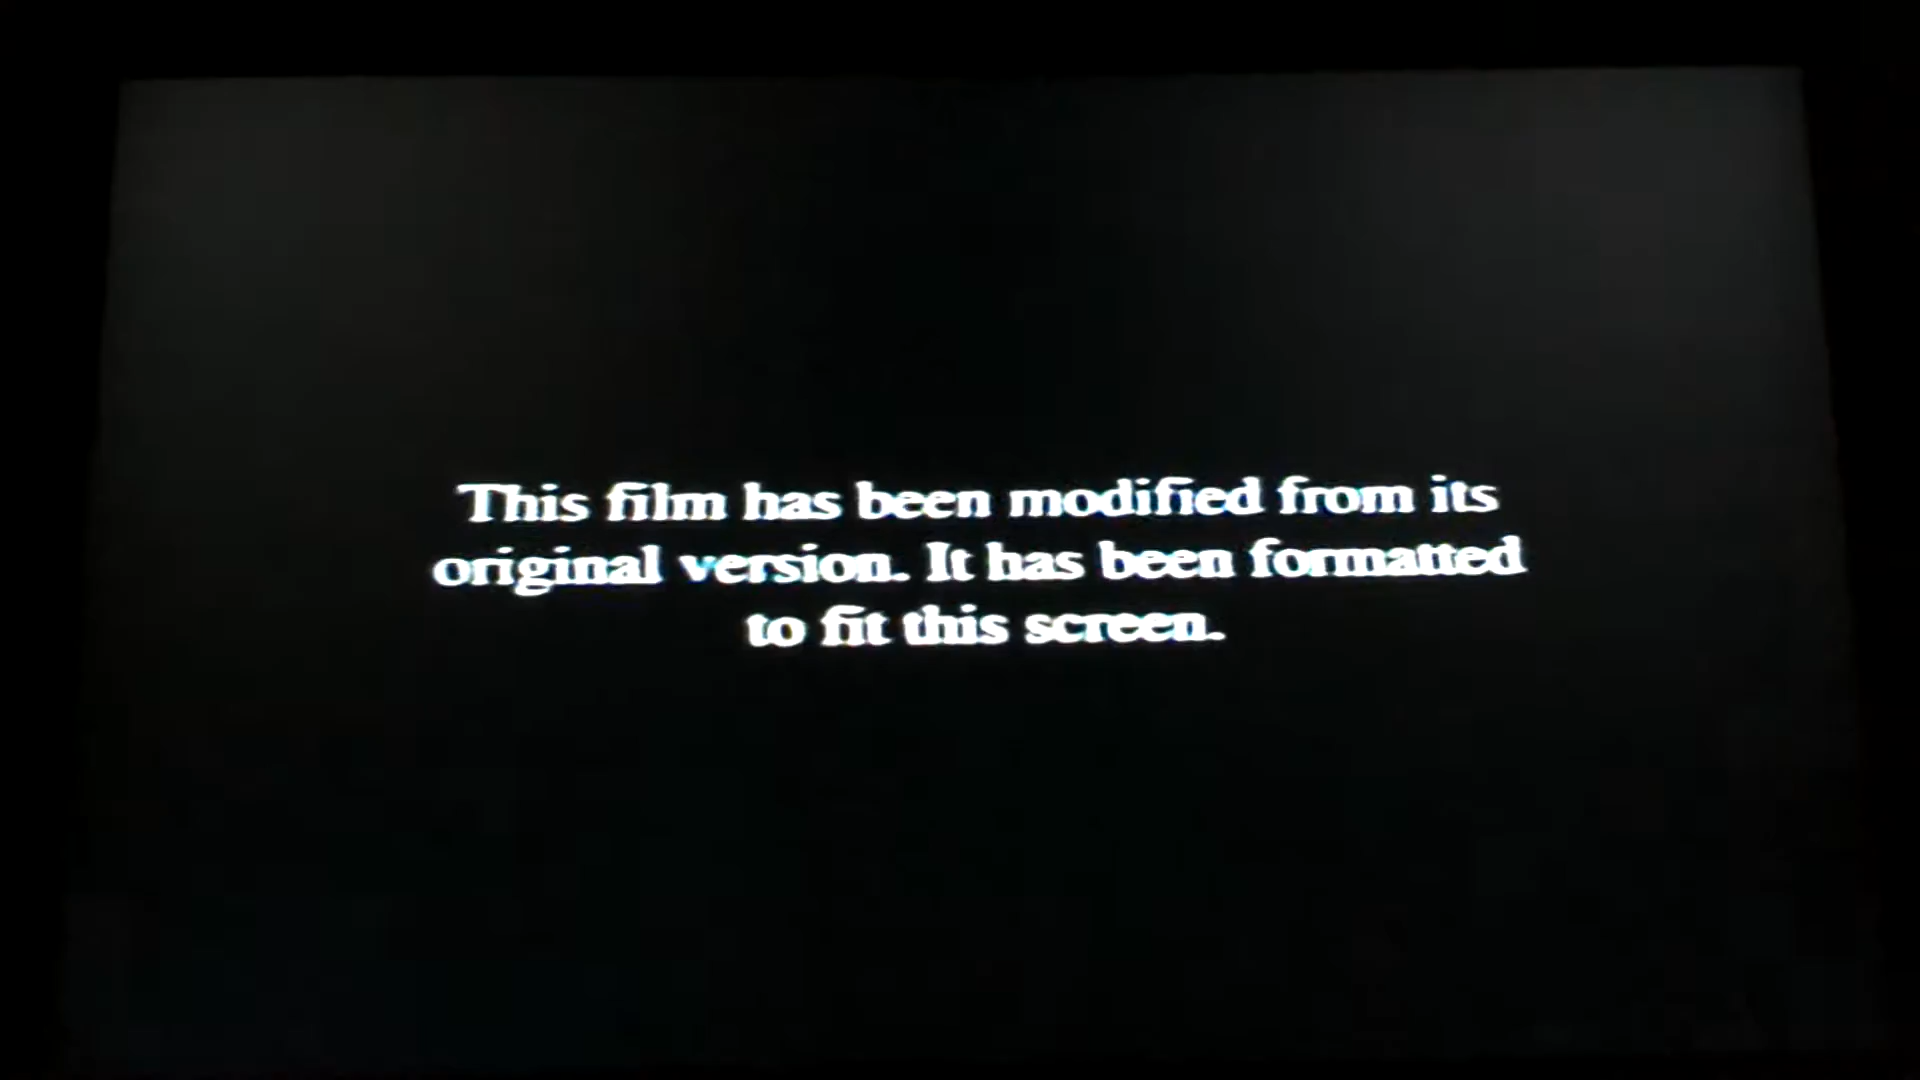 This film has been modified from its
original version. It has been formatted
to fit this screen.